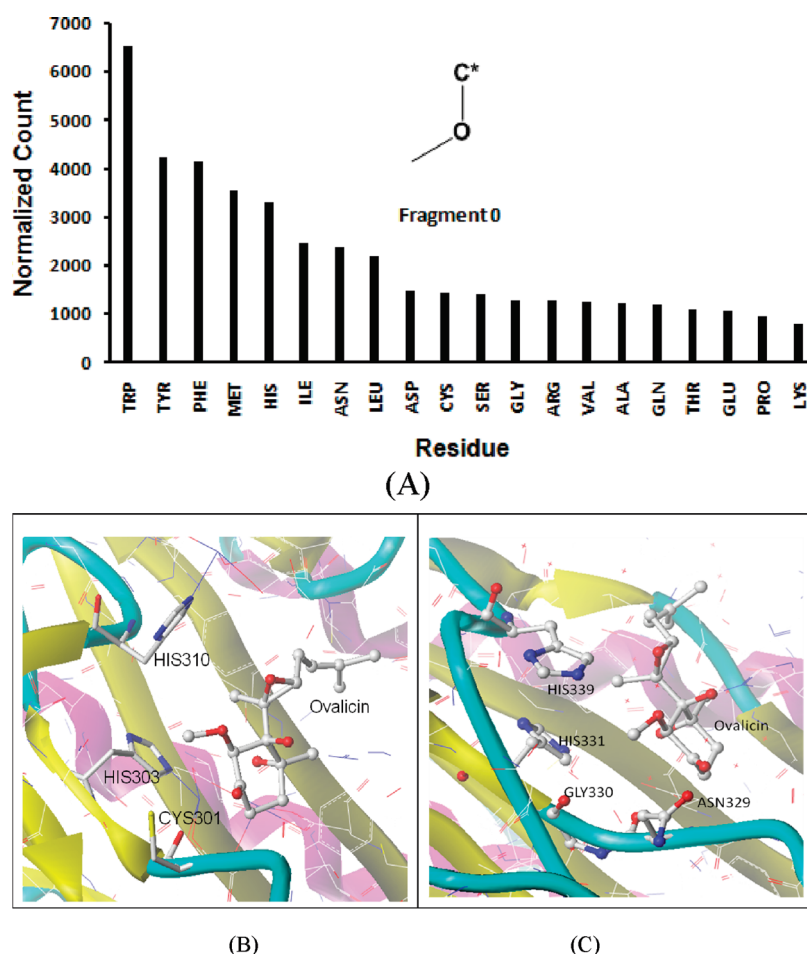 7000
6000
5000
4000
3000
2000
1000
0
Normalized Count
C*
O
Fragment 0
TRP TYR PHE MET HIS ILE ASN LEU ASP CYS SER GLY ARG VAL ALA GLN THR GLU PRO LYS
Residue
(A)
HIS310
Ovalicin
HIS303
CYS301
HIS339
Ovalicin
HIS331
GLY330
ASN329
(B)
(C)